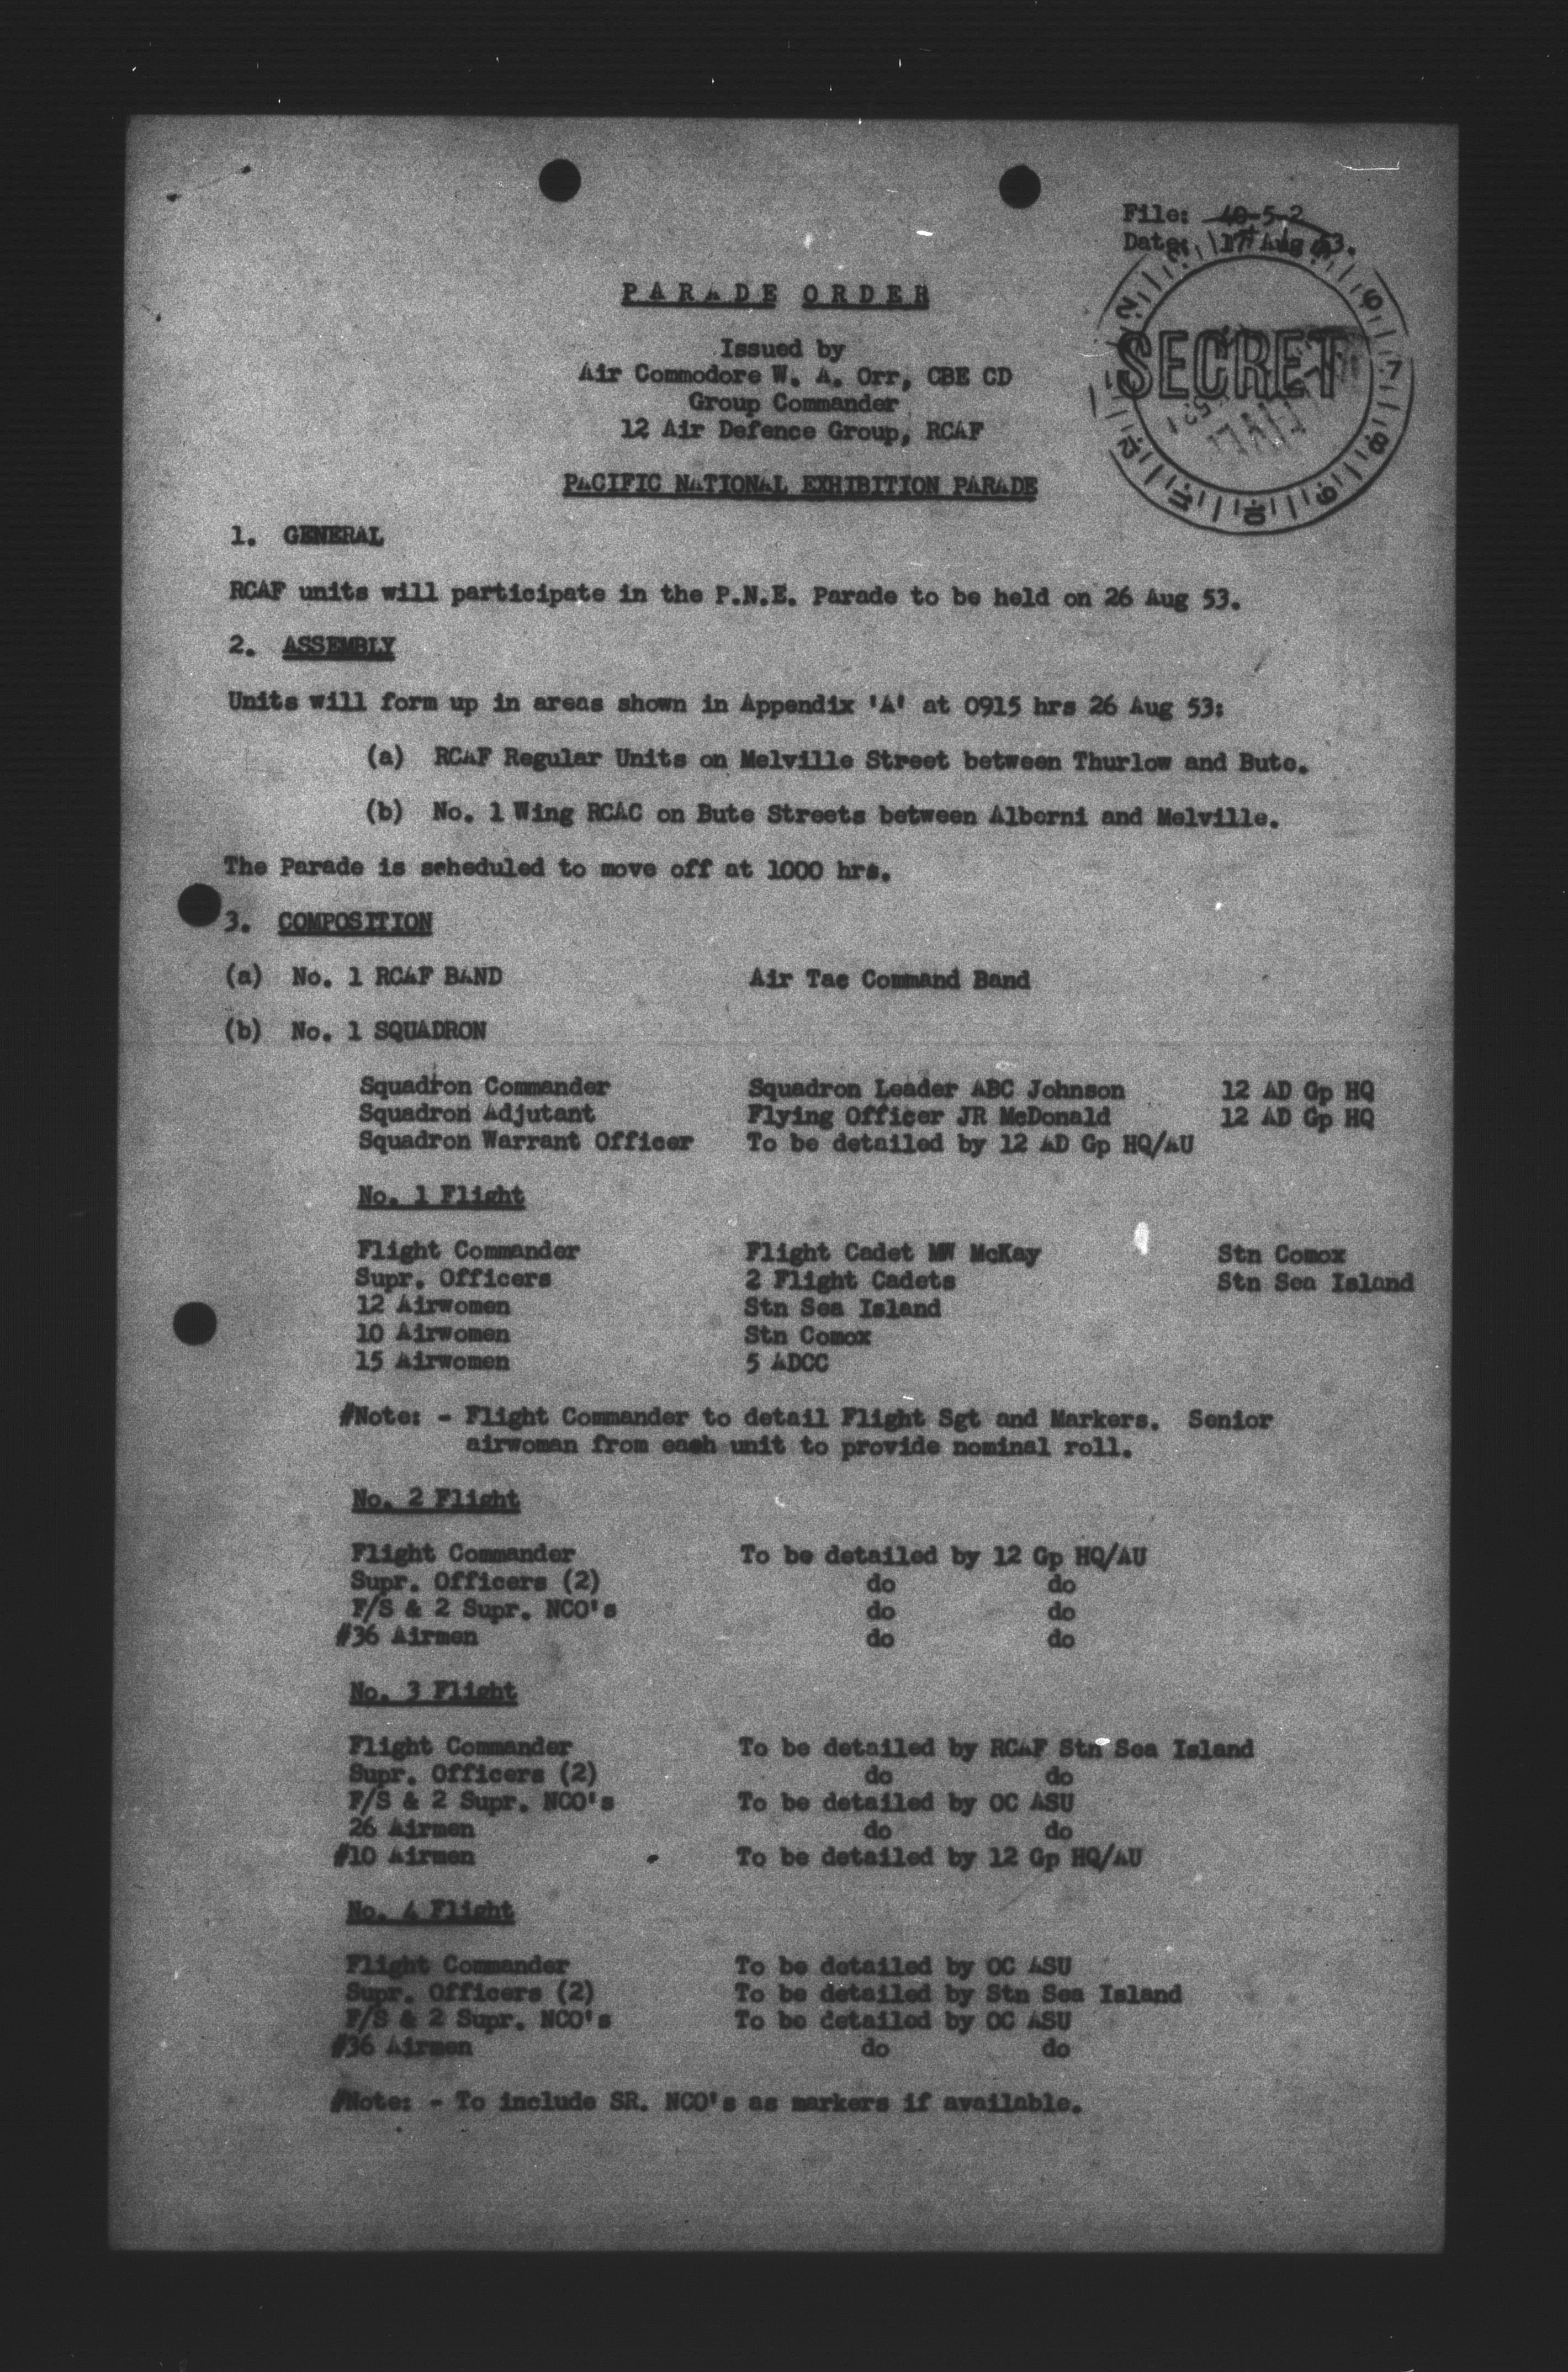 File: 40-5-2
Date: 17 Aug 53.
SECRET
PARADE ORDER
Issued by
Air Commodore W. A. Orr, CBE CD
Group Commander
12 Air Defence Group, RCAF
PACIFIC NATIONAL EXHIBITION PARADE
1. GENERAL
RCAF units will participate in the P.N.E. Parade to be held on 26 Aug 53.
2. ASSEMBLY
Units will form up in areas shown in Appendix 'A' at 0915 hrs 26 Aug 53:
(a) RCAF Regular Units on Melville Street between Thurlow and Bute.
(b) No. 1 Wing RCAC on Bute Streets between Alberni and Melville.
The Parade is scheduled to move off at 1000 hrs.
3. COMPOSITION
(a) No. 1 RCAF BAND Air Tac Command Band
(b) No. 1 SQUADRON
Squadron Commander Squadron Leader ABC Johnson 12 AD Gp HQ
Squadron Adjutant Flying Officer JR McDonald 12 AD Gp HQ
Squadron Warrant Officer To be detailed by 12 AD Gp HQ/AU
No. 1 Flight
Flight Commander Flight Cadet MW McKay Stn Comox
Supr. Officers 2 Flight Cadets Stn Sea Island
12 Airwomen Stn Sea Island
10 Airwomen Stn Comox
15 Airwomen 5 ADCC
#Note: - Flight Commander to detail Flight Sgt and Markers. Senior
airwoman from each unit to provide nominal roll.
No. 2 Flight
Flight Commander To be detailed by 12 Gp HQ/AU
Supr. Officers (2) do do
F/S & 2 Supr. NCO's do do
#36 Airmen do do
No. 3 Flight
Flight Commander To be detailed by RCAF Stn Sea Island
Supr. Officers (2) do do
F/S & 2 Supr. NCO's To be detailed by OC ASU
26 Airmen do do
#10 Airmen To be detailed by 12 Gp HQ/AU
No. 4 Flight
Flight Commander To be detailed by OC ASU
Supr. Officers (2) To be detailed by Stn Sea Island
F/S & 2 Supr. NCO's To be detailed by OC ASU
#36 Airmen do do
#Note: - To include SR. NCO's as markers if available.